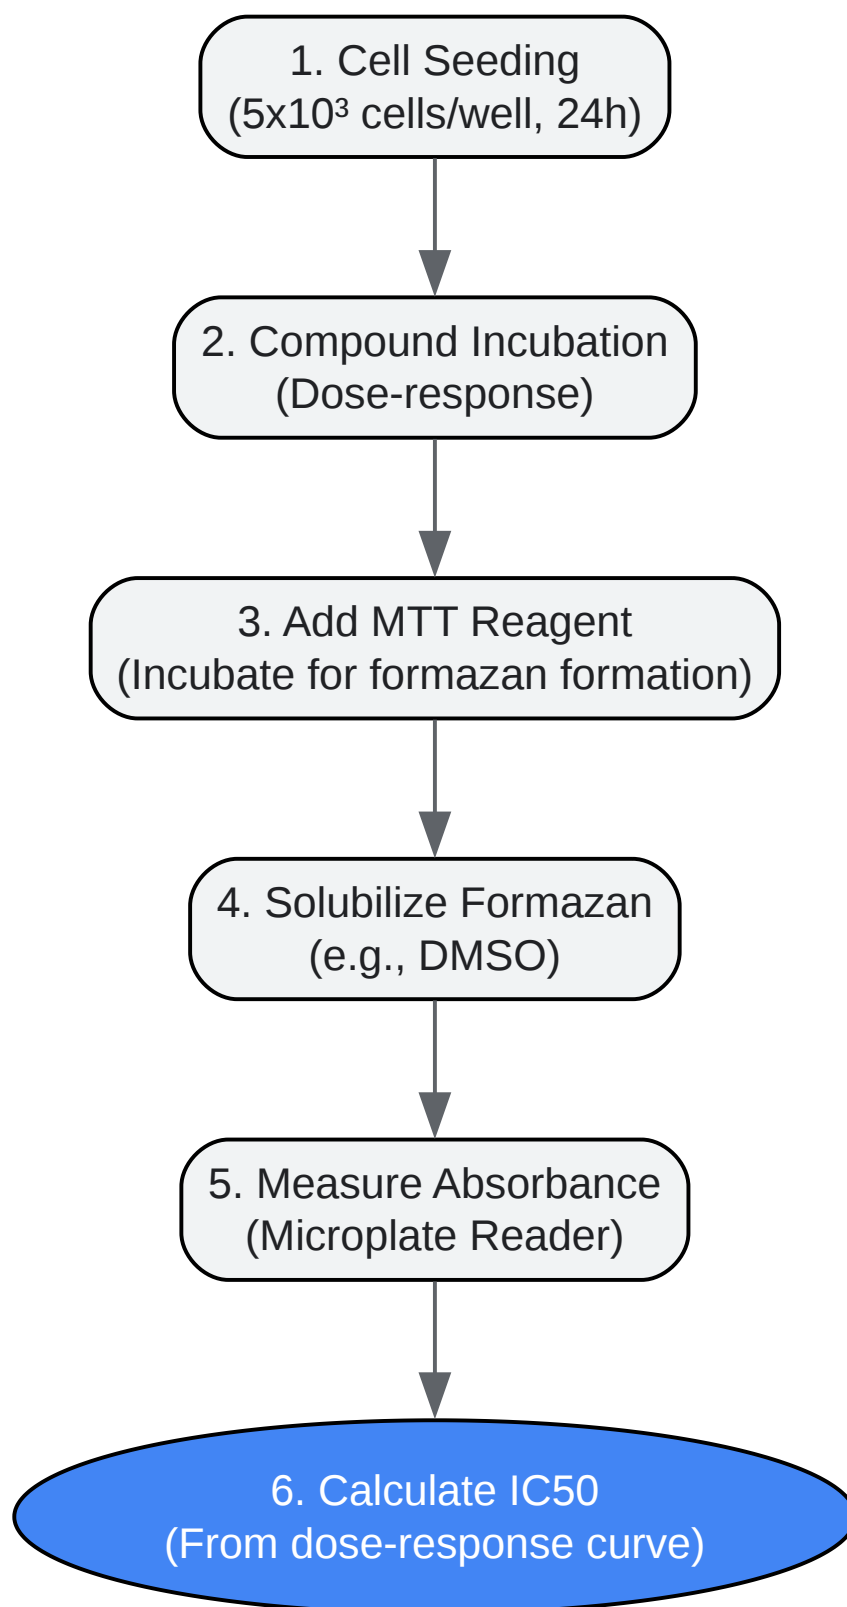 1. Cell Seeding
(5x10³ cells/well, 24h)
2. Compound Incubation
(Dose-response)
3. Add MTT Reagent
(Incubate for formazan formation)
4. Solubilize Formazan
(e.g., DMSO)
5. Measure Absorbance
(Microplate Reader)
6. Calculate IC50
(From dose-response curve)